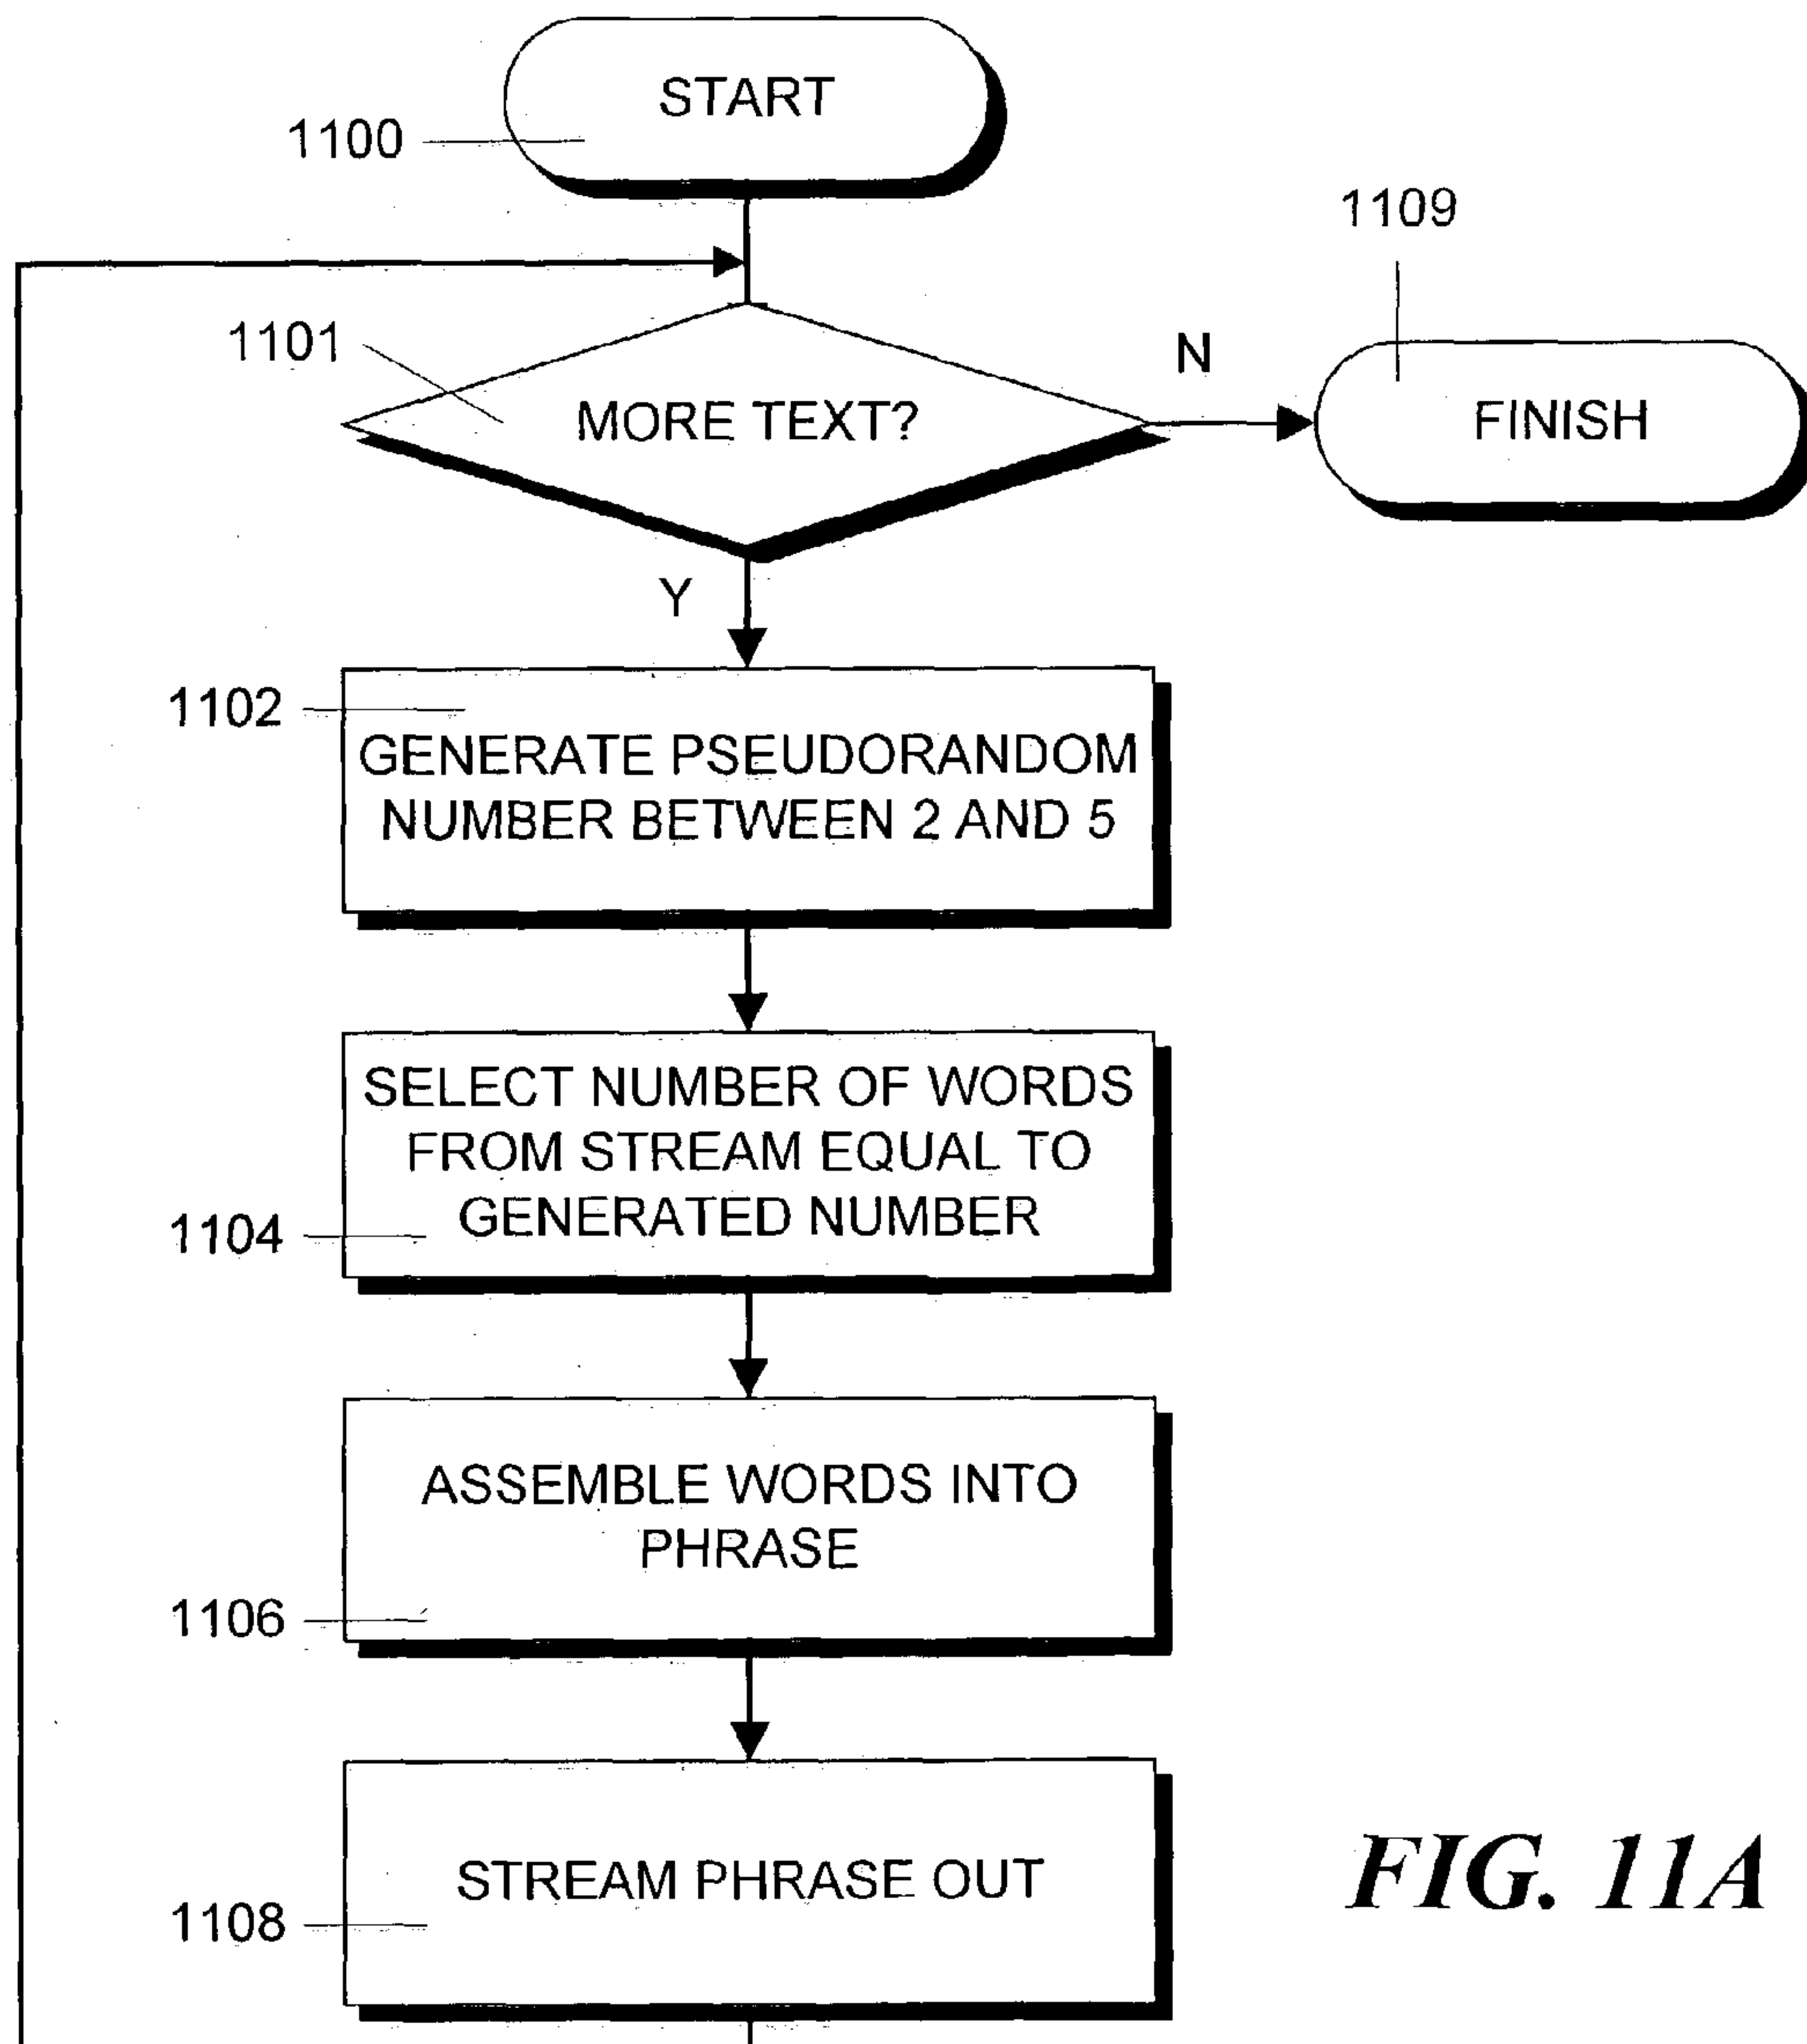 START
1100
1109
1101
MORE TEXT?
N
FINISH
Y
1102
GENERATE PSEUDORANDOM
NUMBER BETWEEN 2 AND 5
SELECT NUMBER OF WORDS
FROM STREAM EQUAL TO
GENERATED NUMBER
1104
ASSEMBLE WORDS INTO
PHRASE
1106
STREAM PHRASE OUT
1108
FIG. 11A